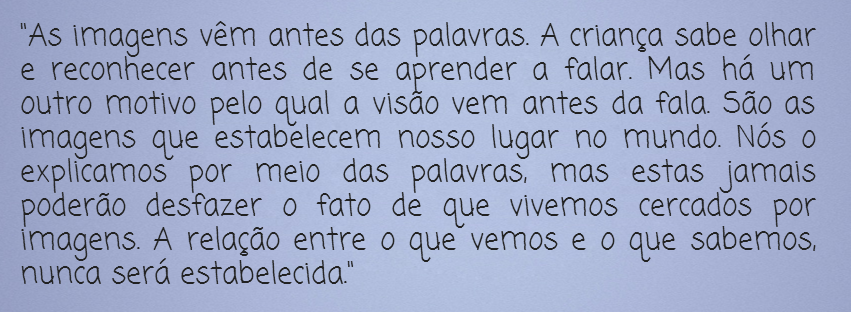 "As imagens vêm antes das palavras. A criança sabe olhar
e reconhecer antes de se aprender a falar. Mas há um
outro motivo pelo qual a visão vem antes da fala. São as
imagens que estabelecem nosso lugar no mundo. Nós o
explicamos por meio das palavras, mas estas jamais
poderão desfazer o fato de que vivemos cercados por
imagens. A relação entre o que vemos e o que sabemos,
nunca será estabelecida."